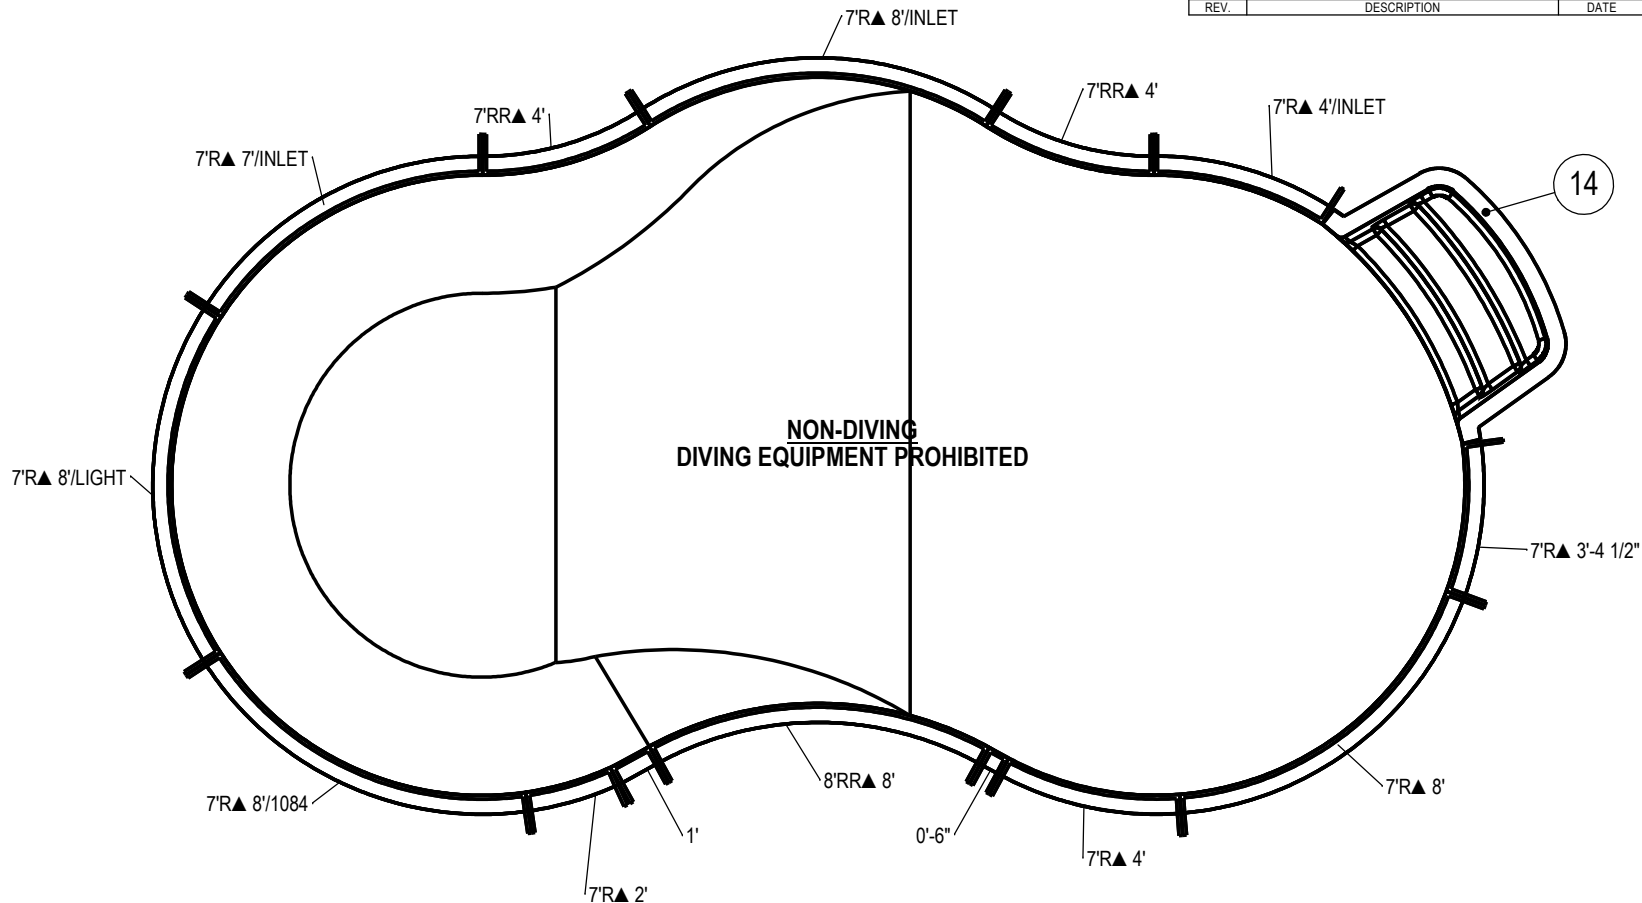 7'R▲ 8'/INLET
REV. DESCRIPTION DATE
7'RR▲ 4'
7'RR▲ 4'
7'R▲ 4'/INLET
7'R▲ 7'/INLET
14
NON-DIVING
DIVING EQUIPMENT PROHIBITED
7'R▲ 8'/LIGHT
7'R▲ 3'-4 1/2"
7'R▲ 8'/1084
8'RR▲ 8'
7'R▲ 8'
1'
0'-6"
7'R▲ 4'
7'R▲ 2'